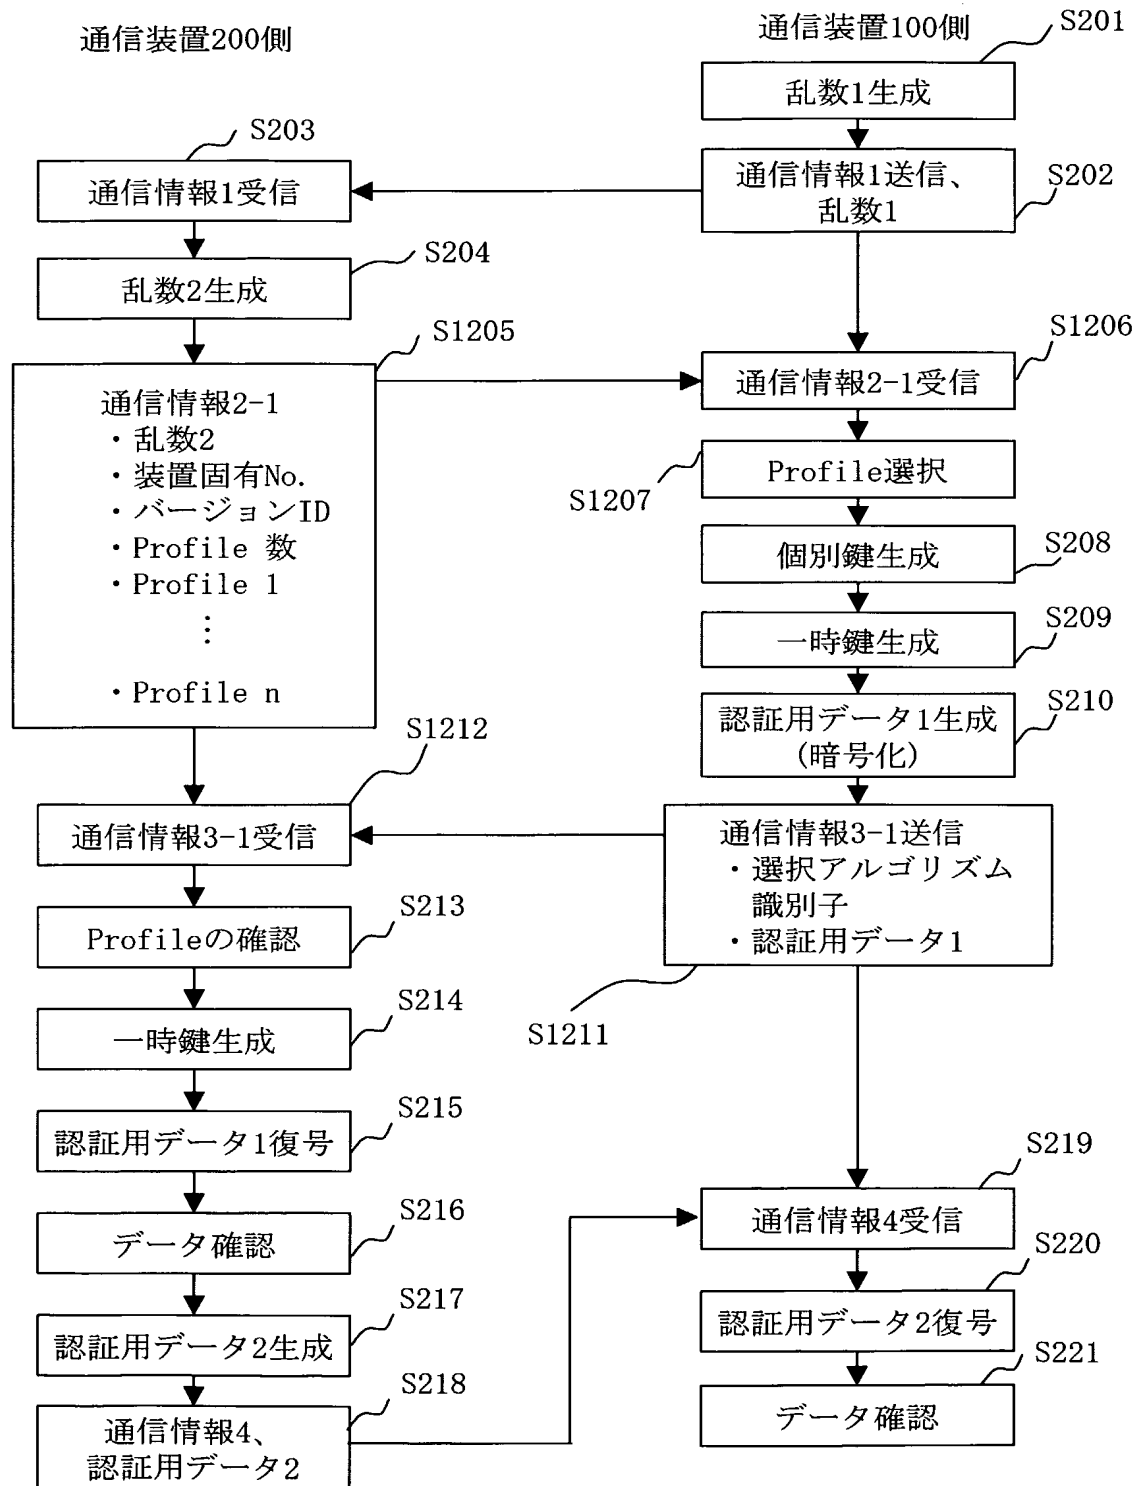 通信装置200側
通信装置100側
S201
乱数1生成
S203
通信情報1受信
通信情報1送信、
乱数1
S202
S204
乱数2生成
S1205
通信情報2-1
・乱数2
・装置固有No.
・バージョンID
・Profile 数
・Profile 1
⋮
・Profile n
S1206
通信情報2-1受信
S1207
Profile選択
S208
個別鍵生成
S209
一時鍵生成
S210
認証用データ1生成
(暗号化)
S1212
通信情報3-1受信
通信情報3-1送信
・選択アルゴリズム
識別子
・認証用データ1
S1211
S213
Profileの確認
S214
一時鍵生成
S215
認証用データ1復号
S216
データ確認
S217
認証用データ2生成
S218
通信情報4、
認証用データ2
S219
通信情報4受信
S220
認証用データ2復号
S221
データ確認